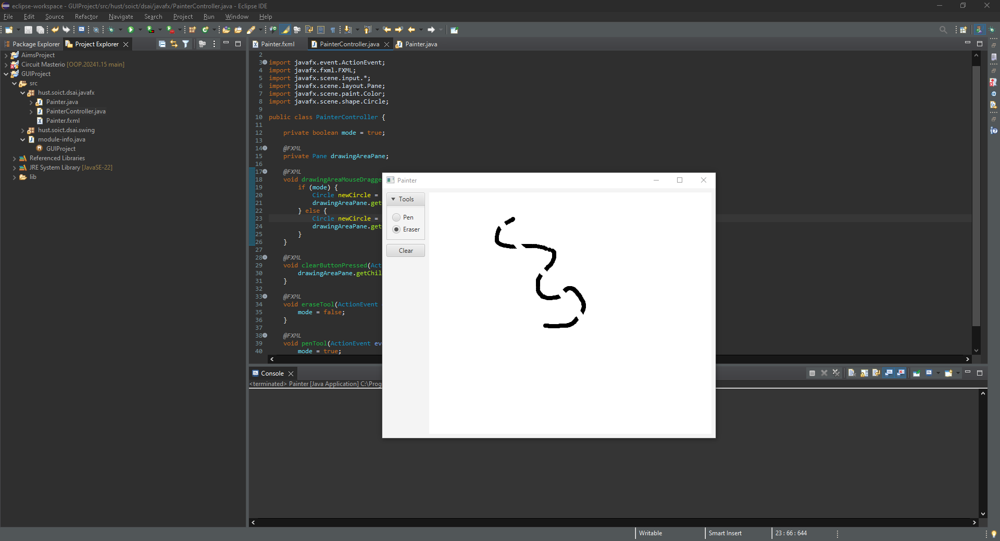 eclipse-workspace - GUIProject/src/hust/soict/dsai/javafx/PainterController.java - Eclipse IDE
File Edit Source Refactor Navigate Search Project Run Window Help
Package Explorer Project Explorer
AimsProject
Circuit Masterio [OOP.20241.15 main]
GUIProject
src
hust.soict.dsai.javafx
Painter.java
PainterController.java
Painter.fxml
hust.soict.dsai.swing
module-info.java
GUIProject
Referenced Libraries
JRE System Library [JavaSE-22]
lib
Painter.fxml PainterController.java Painter.java
2
3 import javafx.event.ActionEvent;
4 import javafx.fxml.FXML;
5 import javafx.scene.input.*;
6 import javafx.scene.layout.Pane;
7 import javafx.scene.paint.Color;
8 import javafx.scene.shape.Circle;
9
10 public class PainterController {
11
12 private boolean mode = true;
13
14 @FXML
15 private Pane drawingAreaPane;
16
17 @FXML
18 void drawingAreaMouseDragge
19 if (mode) {
20 Circle newCircle =
21 drawingAreaPane.get
22 } else {
23 Circle newCircle =
24 drawingAreaPane.get
25 }
26 }
27
28 @FXML
29 void clearButtonPressed(Act
30 drawingAreaPane.getChil
31 }
32
33 @FXML
34 void eraseTool(ActionEvent
35 mode = false;
36 }
37
38 @FXML
39 void penTool(ActionEvent ev
40 mode = true;
Painter
Tools
Pen
Eraser
Clear
Console
<terminated> Painter [Java Application] C:\Prog
Writable Smart Insert 23 : 66 : 644